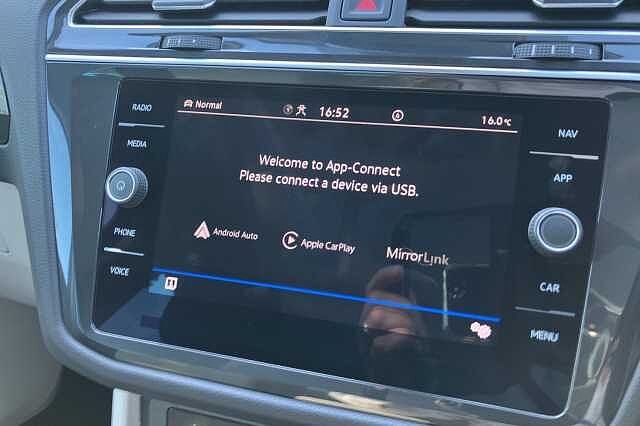 RADIO
MEDIA
PHONE
VOICE
Normal
16:52
16.0°C
Welcome to App-Connect
Please connect a device via USB.
Android Auto
Apple CarPlay
MirrorLink
NAV
APP
CAR
MENU